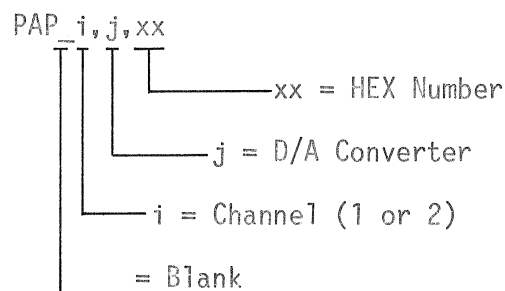 PAP_i,j,xx
xx = HEX Number
j = D/A Converter
i = Channel (1 or 2)
= Blank